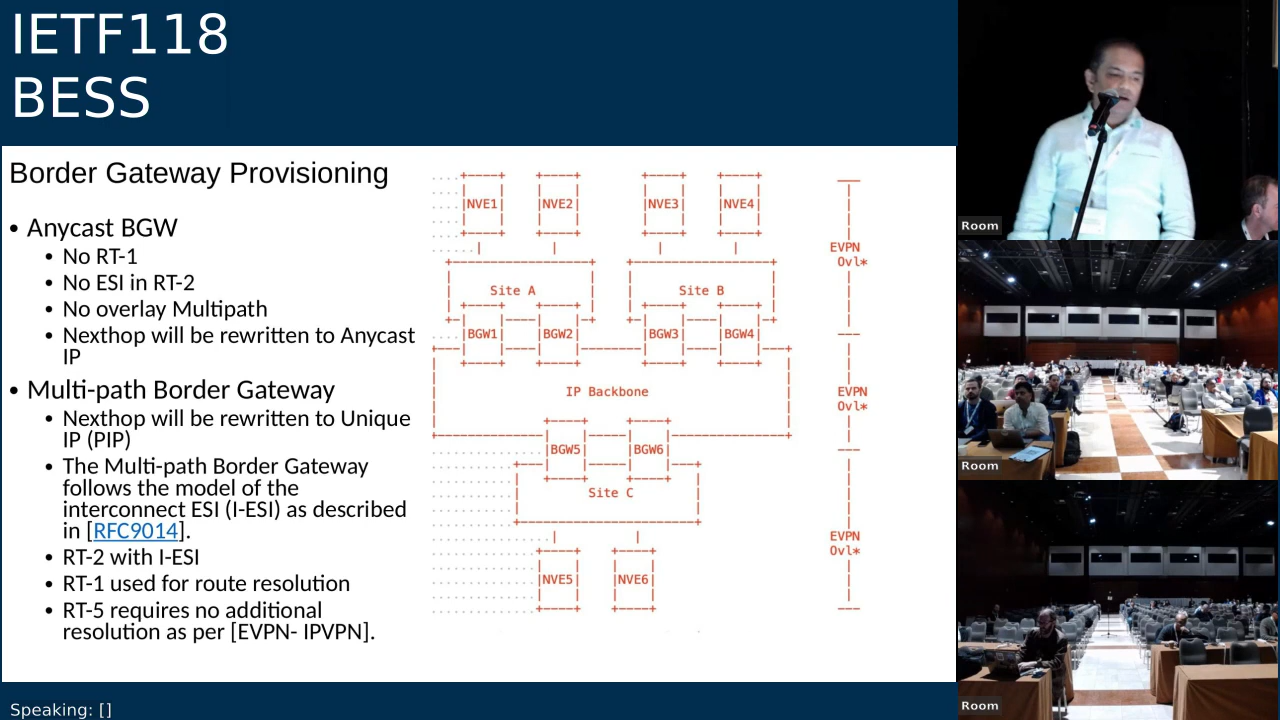 IETF118
BESS
Border Gateway Provisioning
• Anycast BGW
• No RT-1
• No ESI in RT-2
• No overlay Multipath
• Nexthop will be rewritten to Anycast
IP
• Multi-path Border Gateway
• Nexthop will be rewritten to Unique
IP (PIP)
• The Multi-path Border Gateway
follows the model of the
interconnect ESI (I-ESI) as described
in [RFC9014].
• RT-2 with I-ESI
• RT-1 used for route resolution
• RT-5 requires no additional
resolution as per [EVPN- IPVPN].
NVE1 NVE2 NVE3 NVE4
EVPN
Ovl*
Site A Site B
BGW1 BGW2 BGW3 BGW4
IP Backbone
EVPN
Ovl*
BGW5 BGW6
Site C
EVPN
Ovl*
NVE5 NVE6
Room
Room
Room
Speaking: []